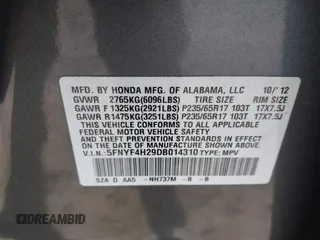 MFD. BY HONDA MFG. OF ALABAMA, LLC 10/'12
GVWR 2765KG(6096LBS) TIRE SIZE RIM SIZE
GAWR F 1325KG(2921LBS) P235/65R17 103T 17X7.5J
GAWR R 1475KG(3251LBS) P235/65R17 103T 17X7.5J
THIS VEHICLE CONFORMS TO ALL APPLICABLE FEDERAL MOTOR VEHICLE SAFETY AND THEFT PREVENTION STANDARDS IN EFFECT ON THE DATE OF MANUFACTURE SHOWN ABOVE.
V.I.N.: 5FNYF4H29DB014310 TYPE: MPV
SZA D AA5 NH737M B B